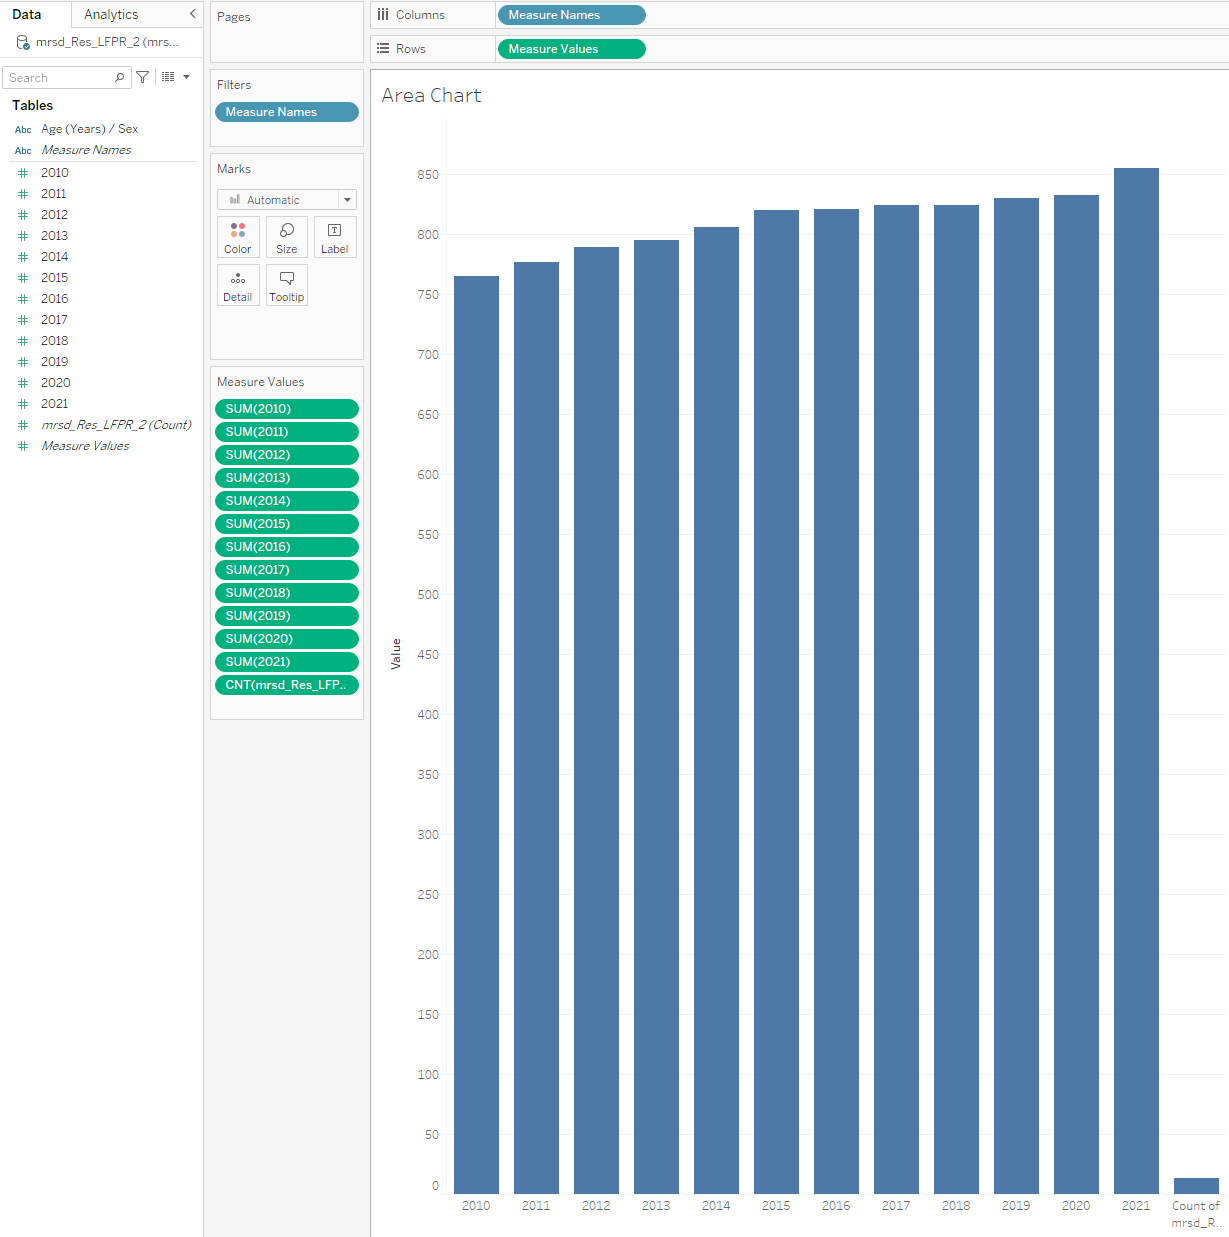 Data
Analytics
mrsd_Res_LFPR_2 (mrs...
Search
Tables
Abc Age (Years) / Sex
Abc Measure Names
# 2010
# 2011
# 2012
# 2013
# 2014
# 2015
# 2016
# 2017
# 2018
# 2019
# 2020
# 2021
# mrsd_Res_LFPR_2 (Count)
# Measure Values
Pages
Filters
Measure Names
Marks
Automatic
Color Size Label
Detail Tooltip
Measure Values
SUM(2010)
SUM(2011)
SUM(2012)
SUM(2013)
SUM(2014)
SUM(2015)
SUM(2016)
SUM(2017)
SUM(2018)
SUM(2019)
SUM(2020)
SUM(2021)
CNT(mrsd_Res_LFP..
Columns Measure Names
Rows Measure Values
Area Chart
Value
850
800
750
700
650
600
550
500
450
400
350
300
250
200
150
100
50
0
2010 2011 2012 2013 2014 2015 2016 2017 2018 2019 2020 2021 Count of
mrsd_R..